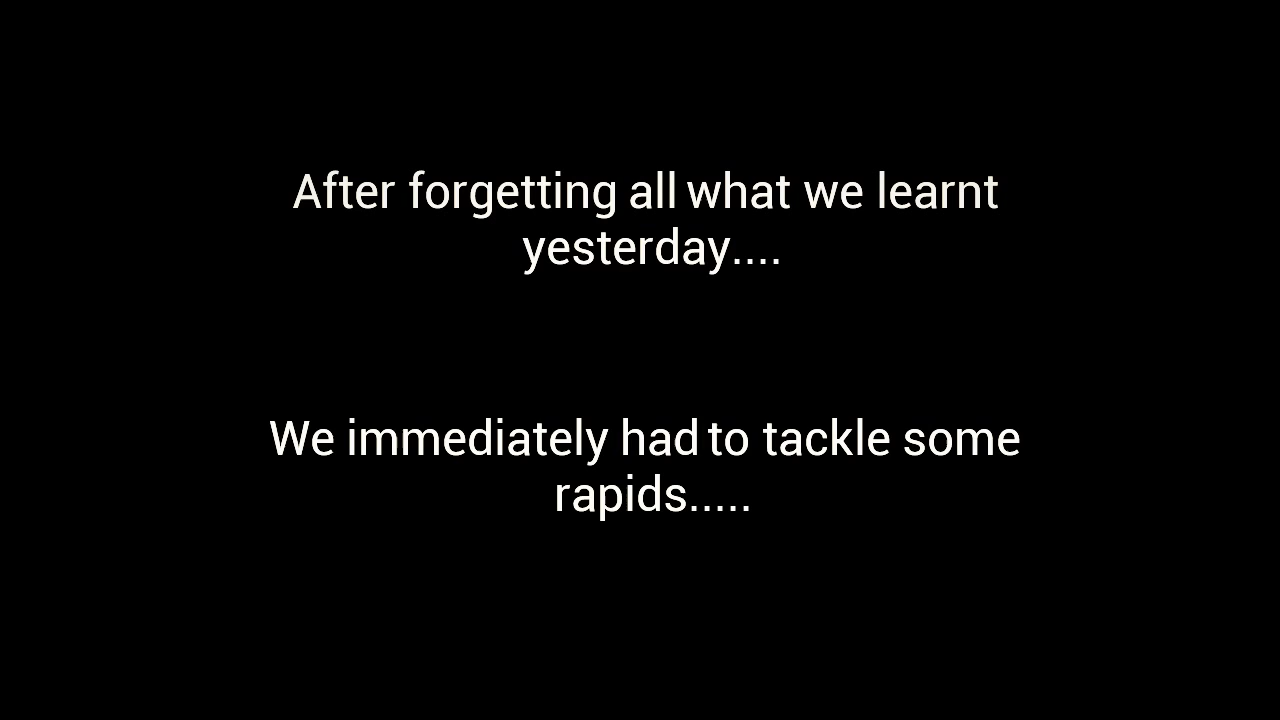 After forgetting all what we learnt
yesterday....
We immediately had to tackle some
rapids.....